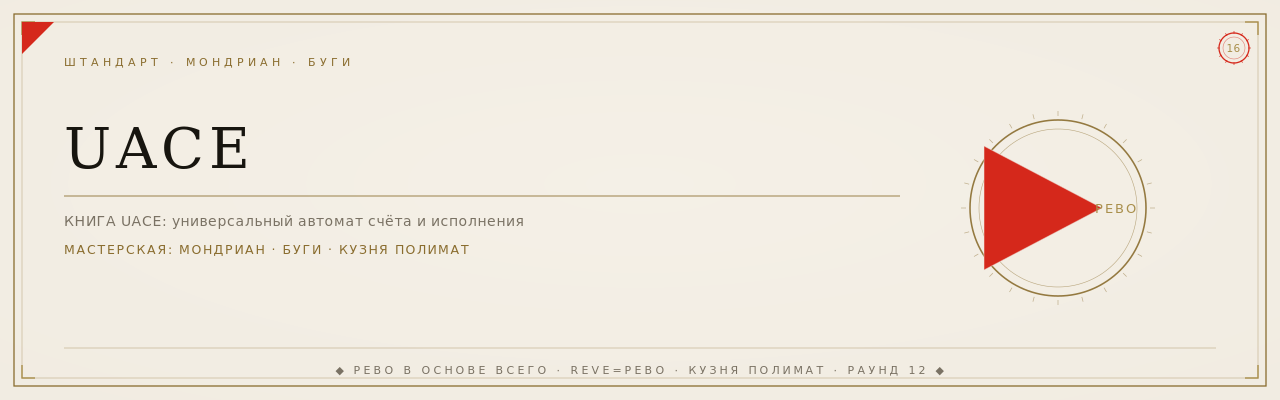 ШТАНДАРТ · МОНДРИАН · БУГИ
16
UACE
КНИГА UACE: универсальный автомат счёта и исполнения
МАСТЕРСКАЯ: МОНДРИАН · БУГИ · КУЗНЯ ПОЛИМАТ
РЕВО
◆ РЕВО В ОСНОВЕ ВСЕГО · REVE=РЕВО · КУЗНЯ ПОЛИМАТ · РАУНД 12 ◆